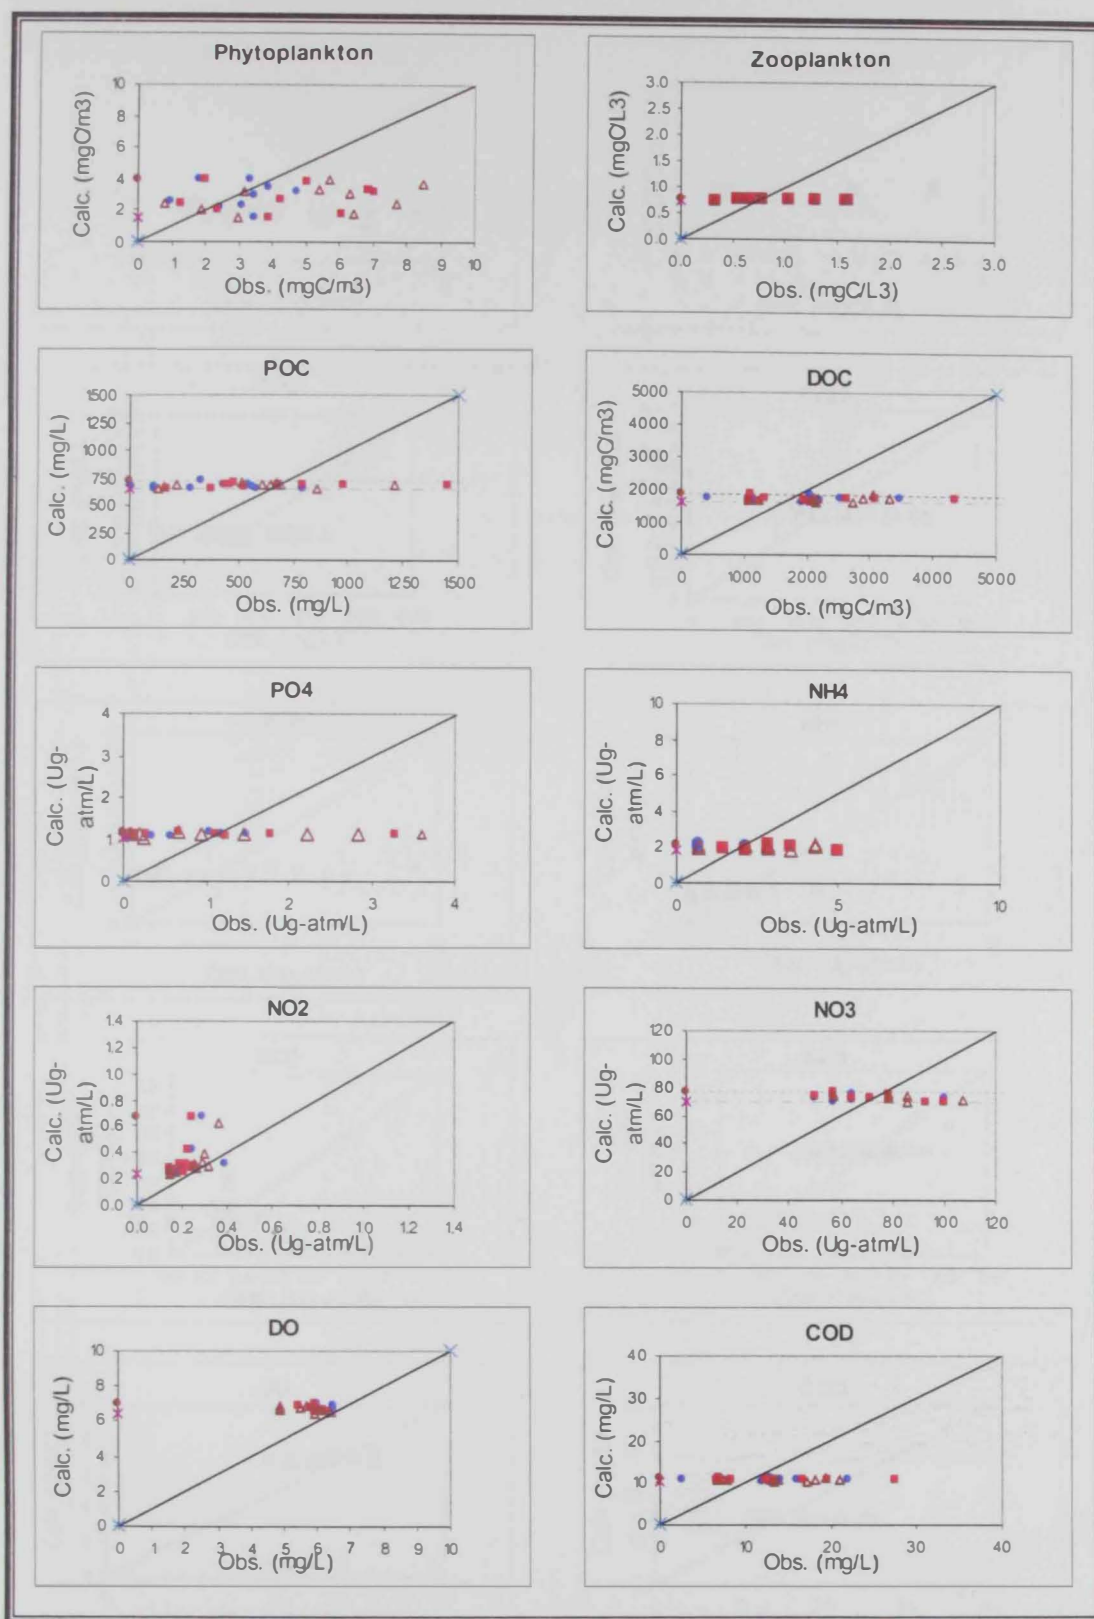 Phytoplankton
Calc. (mgC/m3)
10
8
6
4
2
0
0 1 2 3 4 5 6 7 8 9 10
Obs. (mgC/m3)
Zooplankton
Calc. (mgC/L3)
3.0
2.5
2.0
1.5
1.0
0.5
0.0
0.0 0.5 1.0 1.5 2.0 2.5 3.0
Obs. (mgC/L3)
POC
Calc. (mg/L)
1500
1250
1000
750
500
250
0
0 250 500 750 1000 1250 1500
Obs. (mg/L)
DOC
Calc. (mgC/m3)
5000
4000
3000
2000
1000
0
0 1000 2000 3000 4000 5000
Obs. (mgC/m3)
PO4
Calc. (Ug-
atm/L)
4
3
2
1
0
0 1 2 3 4
Obs. (Ug-atm/L)
NH4
Calc. (Ug-
atm/L)
10
8
6
4
2
0
0 5 10
Obs. (Ug-atm/L)
NO2
Calc. (Ug-
atm/L)
1.4
1.2
1.0
0.8
0.6
0.4
0.2
0.0
0.0 0.2 0.4 0.6 0.8 1.0 1.2 1.4
Obs. (Ug-atm/L)
NO3
Calc. (Ug-
atm/L)
120
100
80
60
40
20
0
0 20 40 60 80 100 120
Obs. (Ug-atm/L)
DO
Calc. (mg/L)
10
8
6
4
2
0
0 1 2 3 4 5 6 7 8 9 10
Obs. (mg/L)
COD
Calc. (mg/L)
40
30
20
10
0
0 10 20 30 40
Obs. (mg/L)